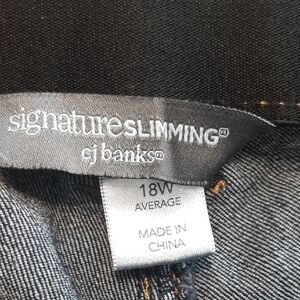 signatureSLIMMING®
cj banks®
18W
AVERAGE
MADE IN
CHINA